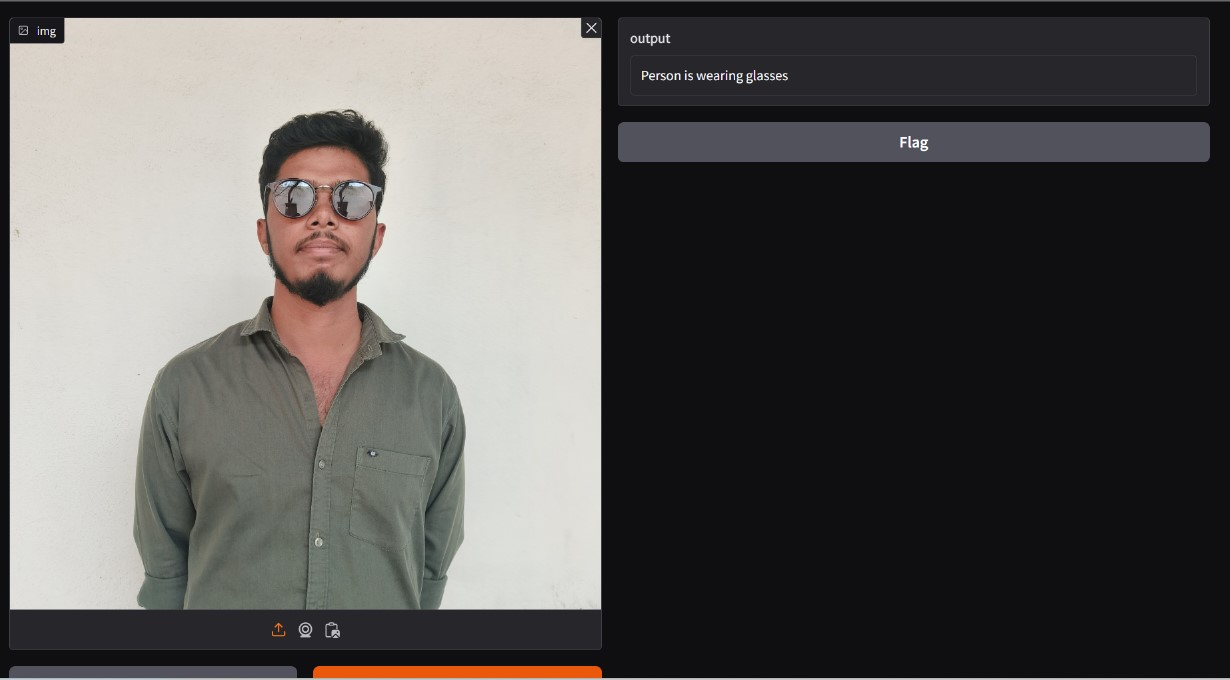 img
output
Person is wearing glasses
Flag